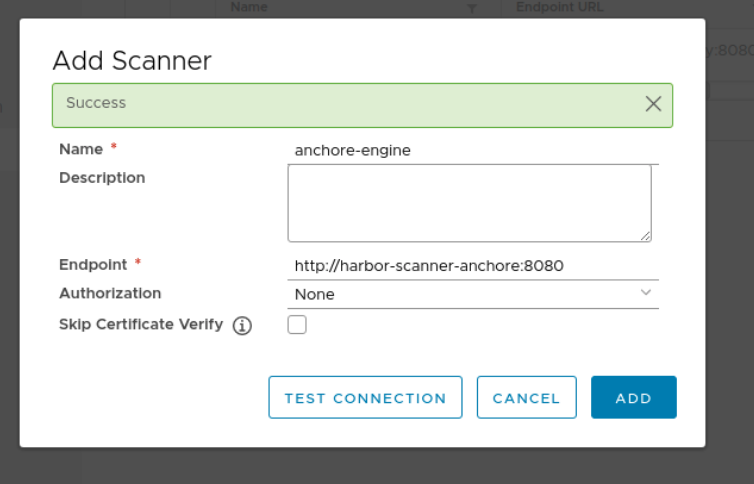 Name Endpoint URL
y:8080
Add Scanner
Success
Name *
anchore-engine
Description
Endpoint *
http://harbor-scanner-anchore:8080
Authorization
None
Skip Certificate Verify
TEST CONNECTION CANCEL ADD